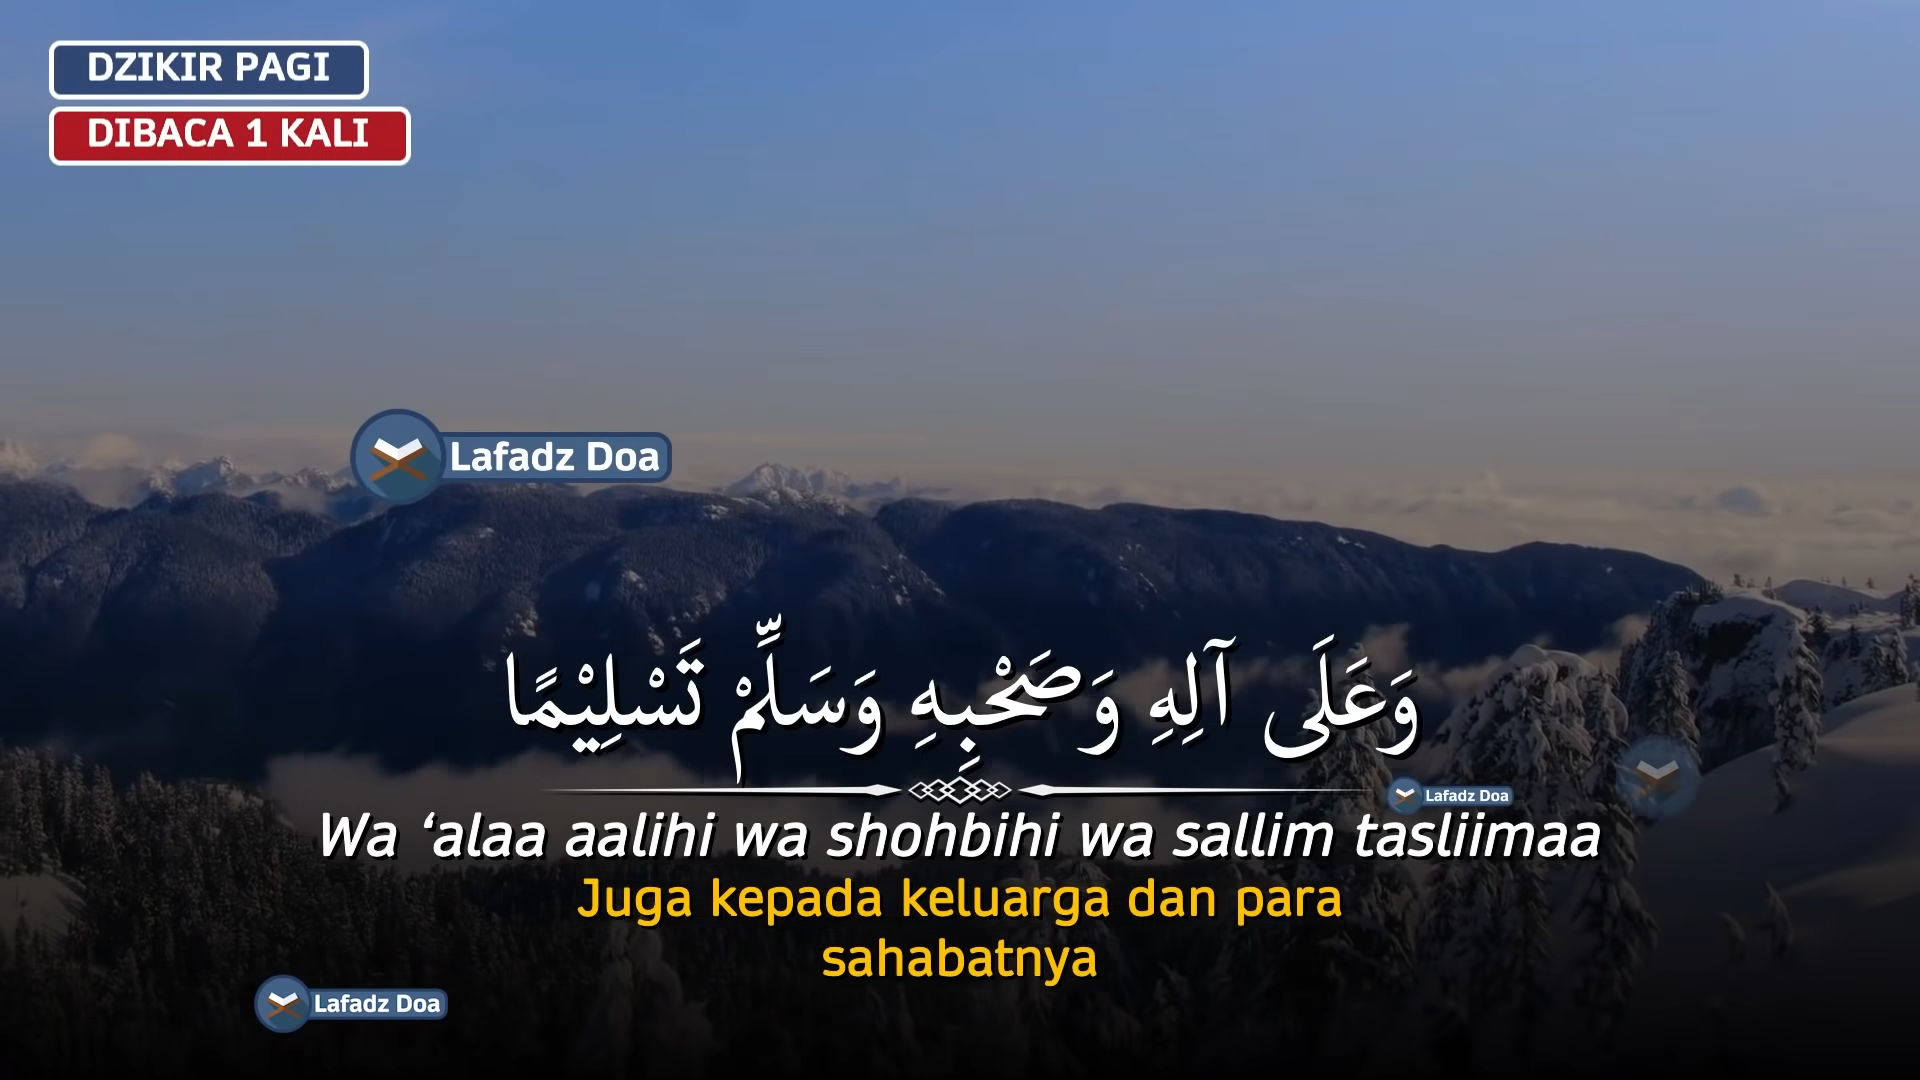 DZIKIR PAGI
DIBACA 1 KALI
Lafadz Doa
وَعَلَى آلِهِ وَصَحْبِهِ وَسَلِّمْ تَسْلِيْمًا
Lafadz Doa
Wa ‘alaa aalihi wa shohbihi wa sallim tasliimaa
Juga kepada keluarga dan para
sahabatnya
Lafadz Doa